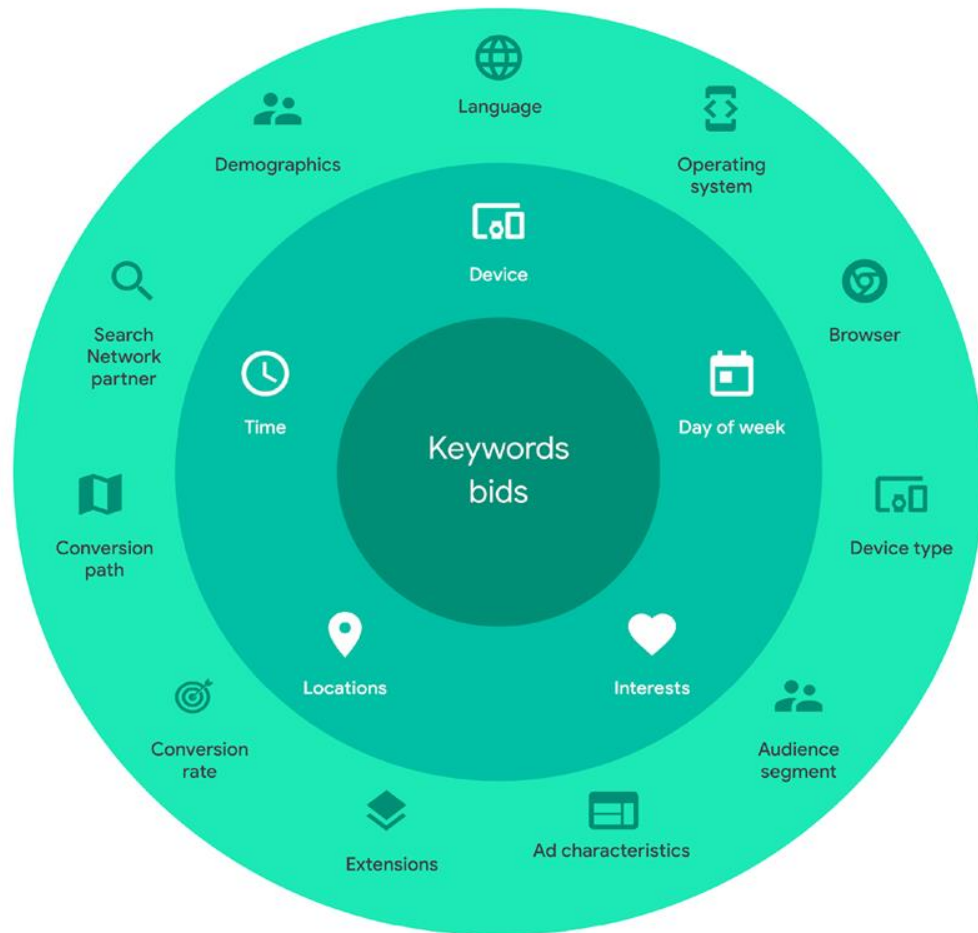 Language
Demographics
Operating
system
Device
Search
Network
partner
Browser
Time
Day of week
Keywords
bids
Conversion
path
Device type
Locations
Interests
Conversion
rate
Audience
segment
Extensions
Ad characteristics